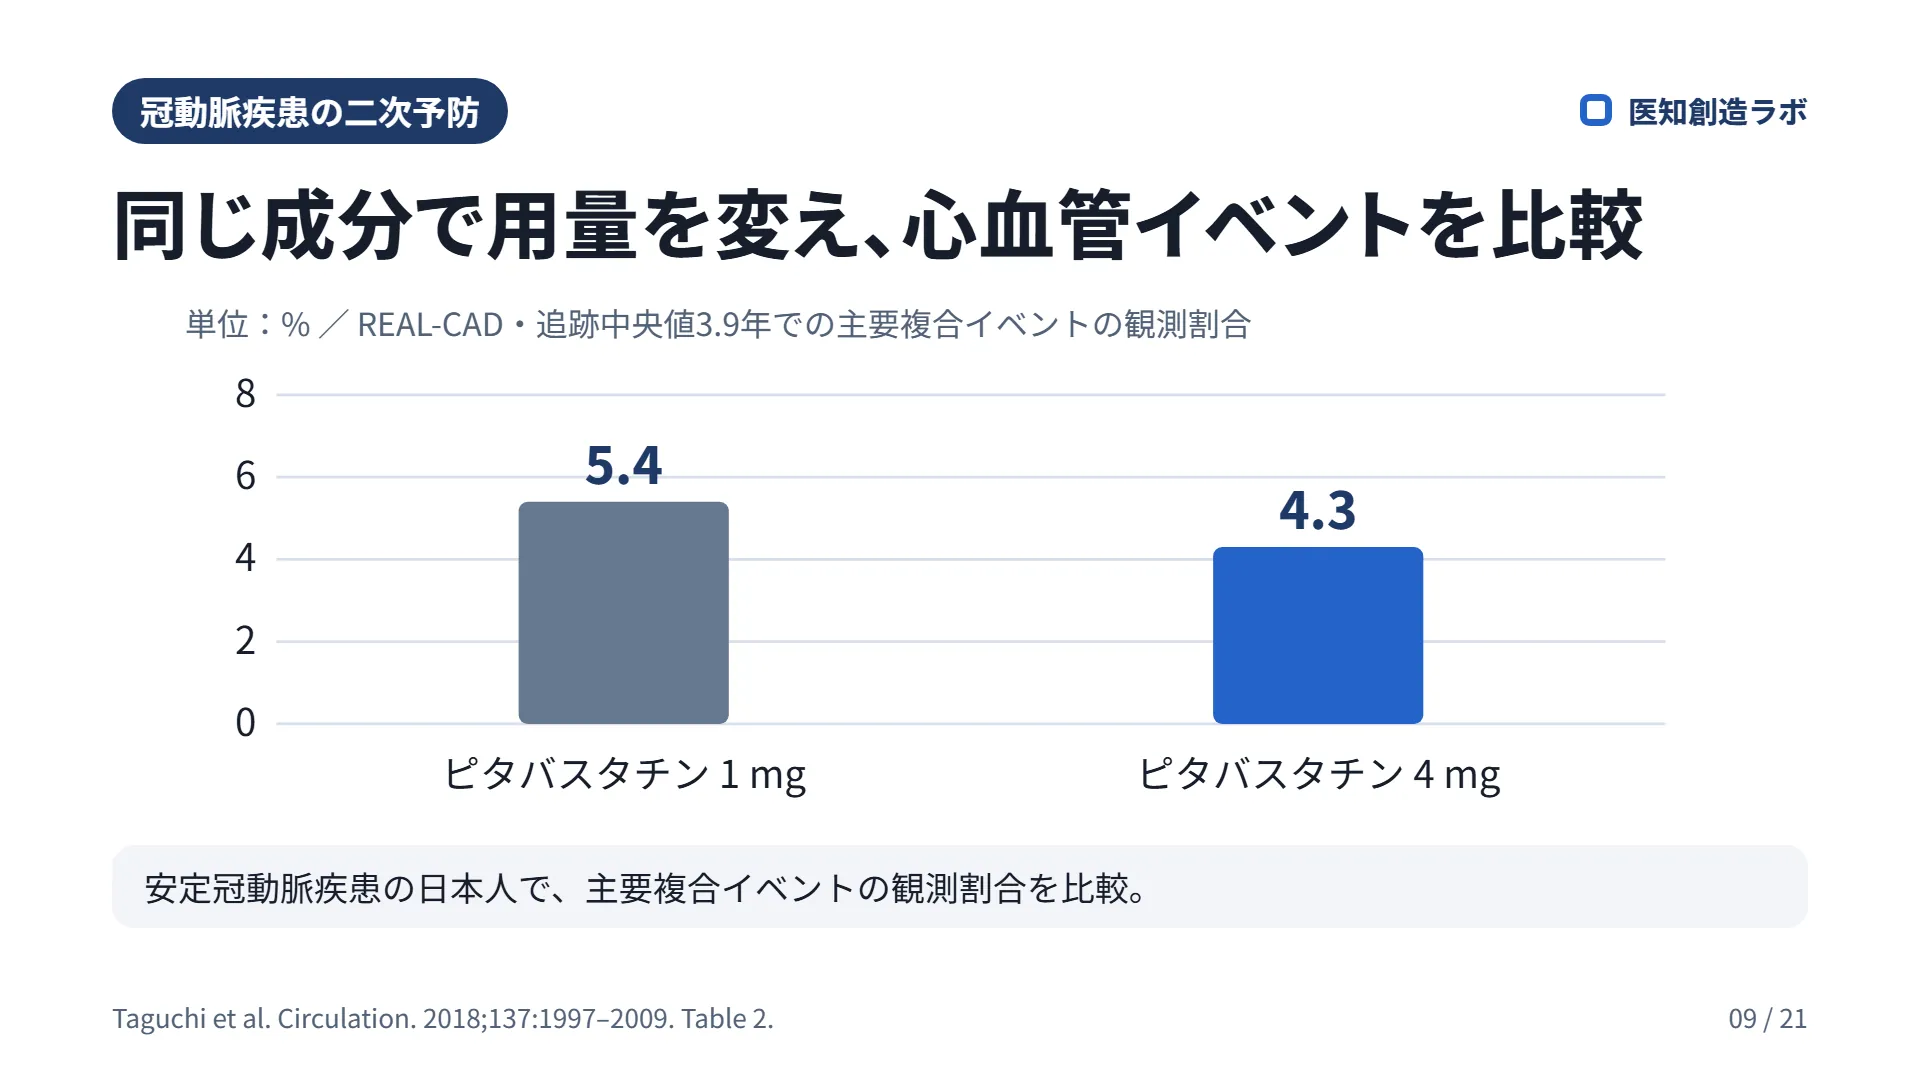 冠動脈疾患の二次予防
医知創造ラボ
同じ成分で用量を変え、心血管イベントを比較
単位：% ／ REAL-CAD・追跡中央値3.9年での主要複合イベントの観測割合
8
6
4
2
0
5.4
4.3
ピタバスタチン 1 mg
ピタバスタチン 4 mg
安定冠動脈疾患の日本人で、主要複合イベントの観測割合を比較。
Taguchi et al. Circulation. 2018;137:1997–2009. Table 2.
09 / 21